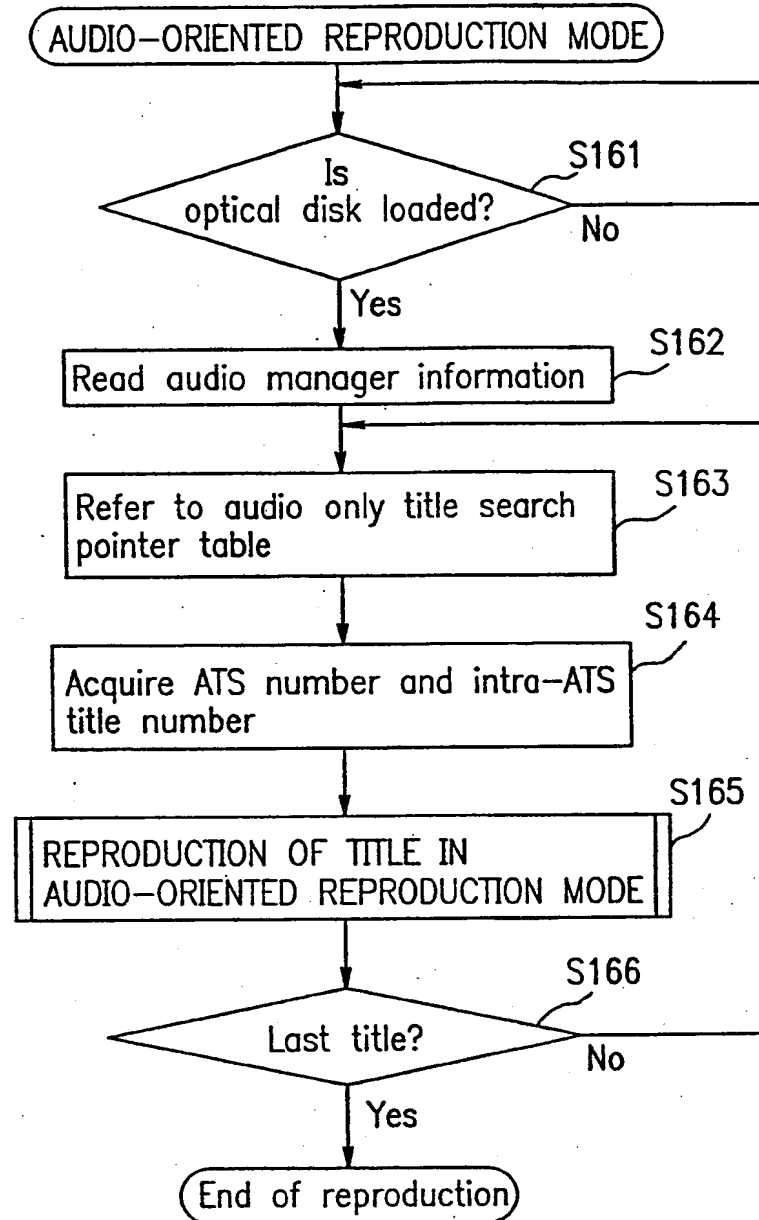 AUDIO-ORIENTED REPRODUCTION MODE
S161
Is
optical disk loaded?
No
Yes
S162
Read audio manager information
S163
Refer to audio only title search
pointer table
S164
Acquire ATS number and intra-ATS
title number
S165
REPRODUCTION OF TITLE IN
AUDIO-ORIENTED REPRODUCTION MODE
S166
Last title?
No
Yes
End of reproduction